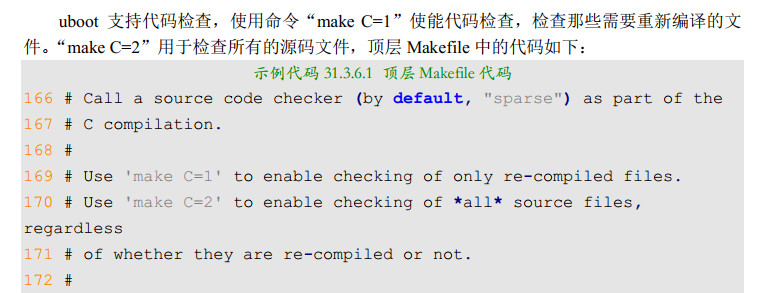 uboot 支持代码检查，使用命令“make C=1”使能代码检查，检查那些需要重新编译的文
件。“make C=2”用于检查所有的源码文件，顶层 Makefile 中的代码如下：
示例代码 31.3.6.1 顶层 Makefile 代码
166 # Call a source code checker (by default, "sparse") as part of the
167 # C compilation.
168 #
169 # Use 'make C=1' to enable checking of only re-compiled files.
170 # Use 'make C=2' to enable checking of *all* source files,
regardless
171 # of whether they are re-compiled or not.
172 #